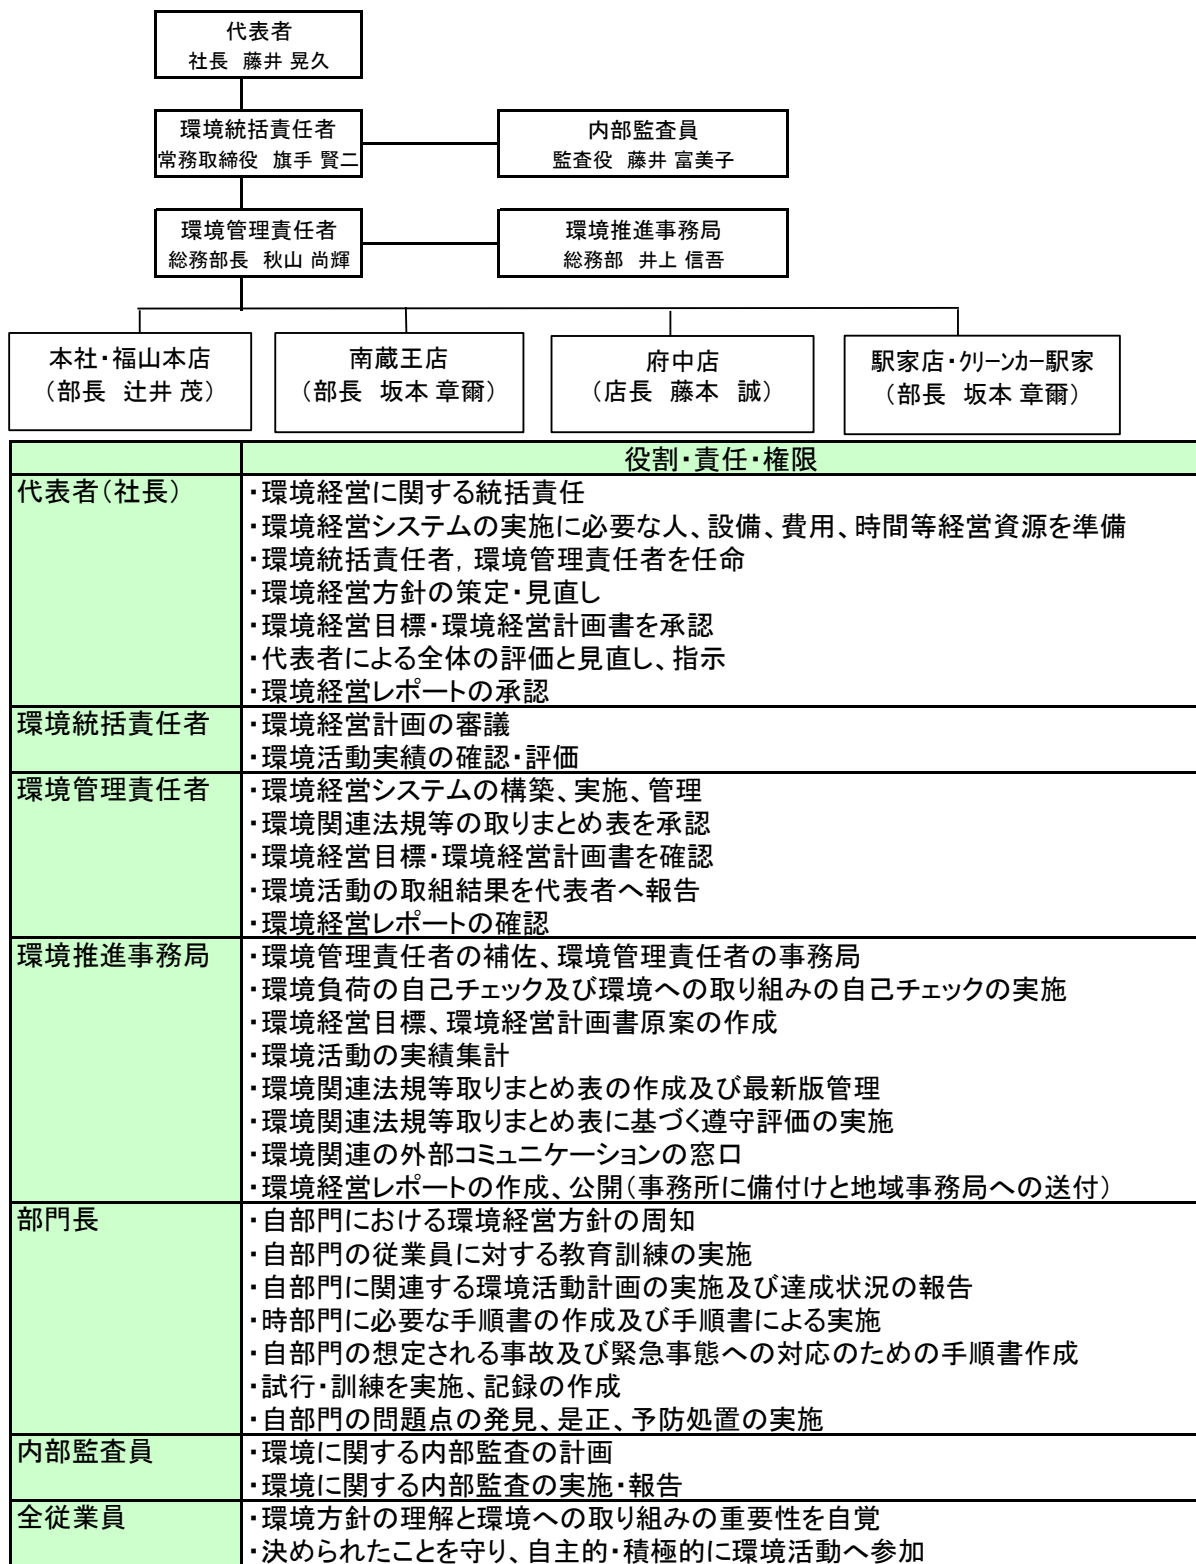 代表者
社長　藤井 晃久
環境統括責任者
常務取締役　旗手 賢二
内部監査員
監査役　藤井 富美子
環境管理責任者
総務部長　秋山 尚輝
環境推進事務局
総務部　井上 信吾
本社・福山本店
（部長　辻井 茂）
南蔵王店
（部長　坂本 章爾）
府中店
（店長　藤本　誠）
駅家店・クリーンカー駅家
（部長　坂本 章爾）
役割・責任・権限
代表者（社長）
・環境経営に関する統括責任
・環境経営システムの実施に必要な人、設備、費用、時間等経営資源を準備
・環境統括責任者，環境管理責任者を任命
・環境経営方針の策定・見直し
・環境経営目標・環境経営計画書を承認
・代表者による全体の評価と見直し、指示
・環境経営レポートの承認
環境統括責任者
・環境経営計画の審議
・環境活動実績の確認・評価
環境管理責任者
・環境経営システムの構築、実施、管理
・環境関連法規等の取りまとめ表を承認
・環境経営目標・環境経営計画書を確認
・環境活動の取組結果を代表者へ報告
・環境経営レポートの確認
環境推進事務局
・環境管理責任者の補佐、環境管理責任者の事務局
・環境負荷の自己チェック及び環境への取り組みの自己チェックの実施
・環境経営目標、環境経営計画書原案の作成
・環境活動の実績集計
・環境関連法規等取りまとめ表の作成及び最新版管理
・環境関連法規等取りまとめ表に基づく遵守評価の実施
・環境関連の外部コミュニケーションの窓口
・環境経営レポートの作成、公開（事務所に備付けと地域事務局への送付）
部門長
・自部門における環境経営方針の周知
・自部門の従業員に対する教育訓練の実施
・自部門に関連する環境活動計画の実施及び達成状況の報告
・時部門に必要な手順書の作成及び手順書による実施
・自部門の想定される事故及び緊急事態への対応のための手順書作成
・試行・訓練を実施、記録の作成
・自部門の問題点の発見、是正、予防処置の実施
内部監査員
・環境に関する内部監査の計画
・環境に関する内部監査の実施・報告
全従業員
・環境方針の理解と環境への取り組みの重要性を自覚
・決められたことを守り、自主的・積極的に環境活動へ参加